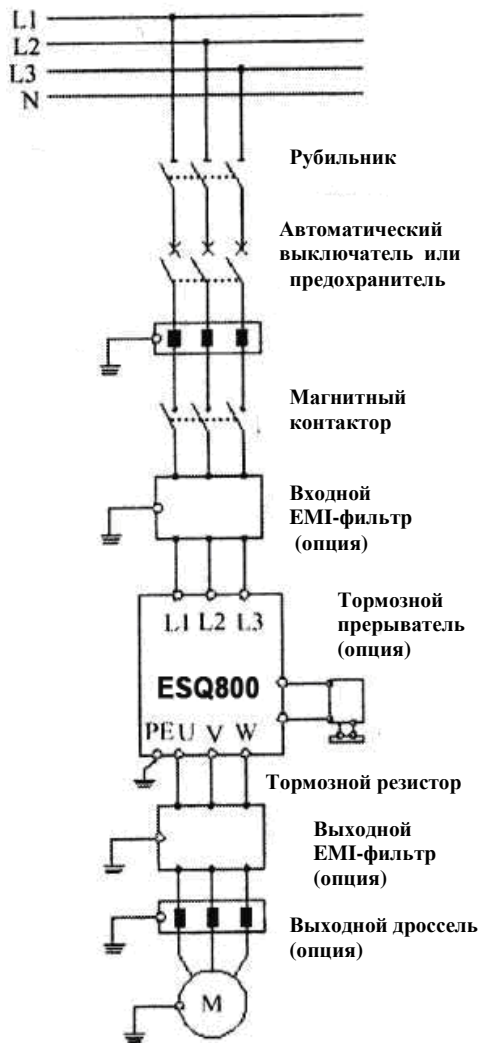 L1
L2
L3
N
Рубильник
Автоматический
выключатель или
предохранитель
Магнитный
контактор
Входной
EMI-фильтр
(опция)
Тормозной
прерыватель
(опция)
L1 L2 L3
ESQ800
PE U V W
Тормозной резистор
Выходной
EMI-фильтр
(опция)
Выходной дроссель
(опция)
M